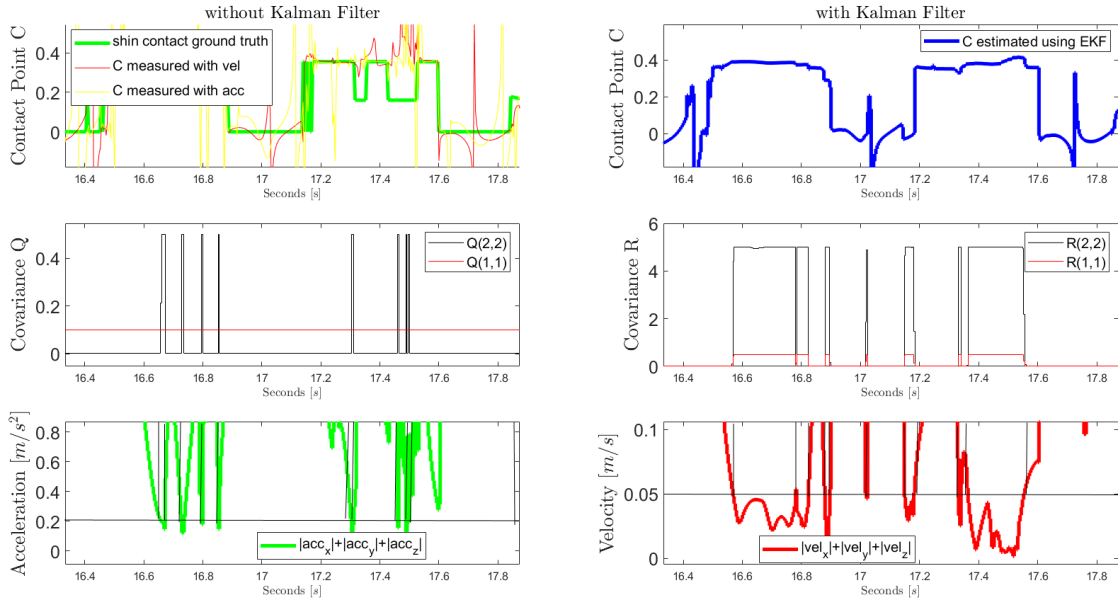 without Kalman Filter
Contact Point C
0.4
0.2
0
shin contact ground truth
C measured with vel
C measured with acc
16.4 16.6 16.8 17 17.2 17.4 17.6 17.8
Seconds [s]
with Kalman Filter
Contact Point C
0.4
0.2
0
C estimated using EKF
16.4 16.6 16.8 17 17.2 17.4 17.6 17.8
Seconds [s]
Covariance Q
0.4
0.2
0
Q(2,2)
Q(1,1)
16.4 16.6 16.8 17 17.2 17.4 17.6 17.8
Seconds [s]
Covariance R
6
4
2
0
R(2,2)
R(1,1)
16.4 16.6 16.8 17 17.2 17.4 17.6 17.8
Seconds [s]
Acceleration [m/s²]
0.8
0.6
0.4
0.2
0
|acc_x|+|acc_y|+|acc_z|
16.4 16.6 16.8 17 17.2 17.4 17.6 17.8
Seconds [s]
Velocity [m/s]
0.1
0.05
0
|vel_x|+|vel_y|+|vel_z|
16.4 16.6 16.8 17 17.2 17.4 17.6 17.8
Seconds [s]